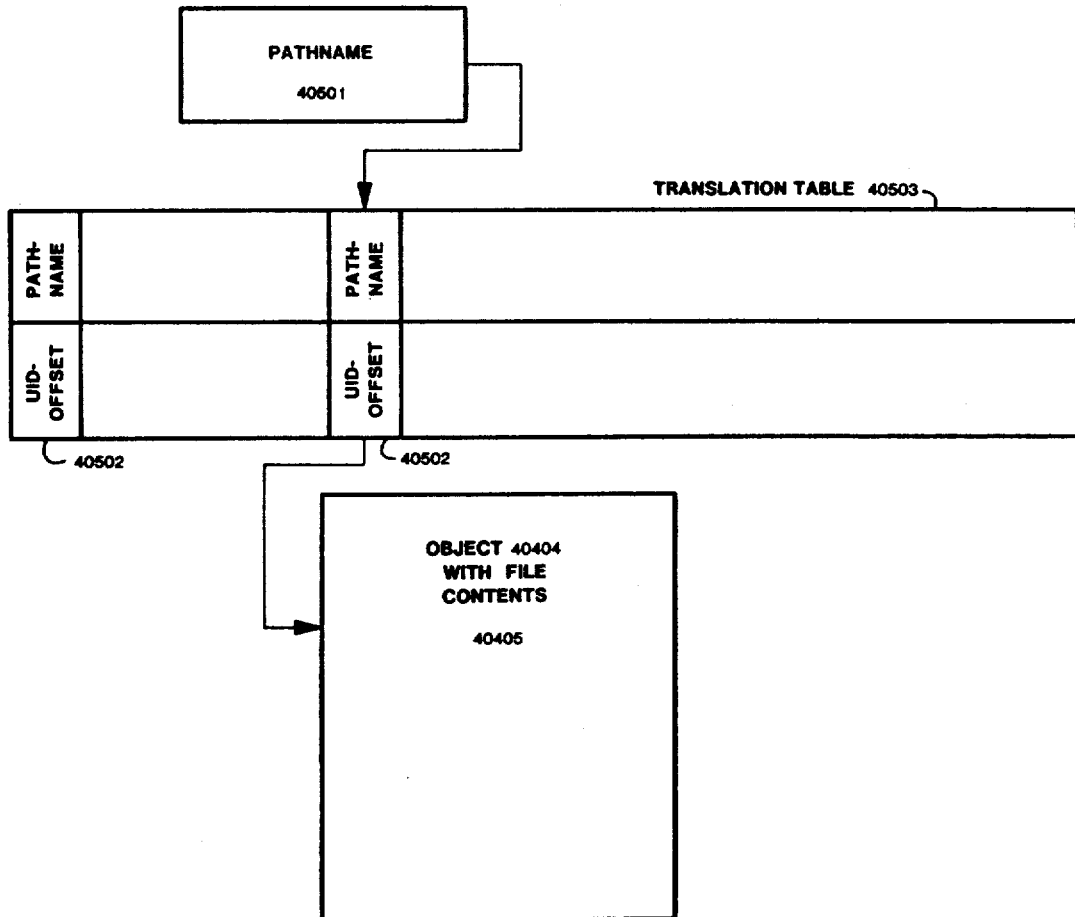 PATHNAME
40501
TRANSLATION TABLE 40503
PATH-
NAME
PATH-
NAME
UID-
OFFSET
UID-
OFFSET
40502
40502
OBJECT 40404
WITH FILE
CONTENTS
40405